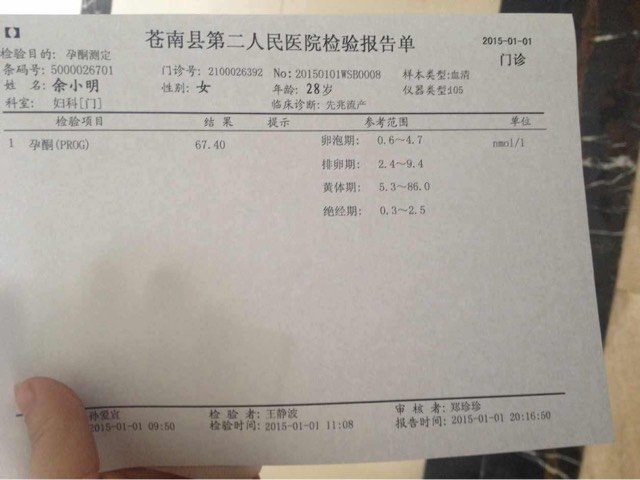 【】
苍南县第二人民医院检验报告单
2015-01-01
门诊
检验目的: 孕酮测定
条码号: 5000026701 门诊号: 2100026392 No: 20150101WSB0008 样本类型:血清
姓名: 余小明 性别: 女 年龄: 28岁 仪器类型:105
科室: 妇科[门] 临床诊断: 先兆流产
检验项目 结果 提示 参考范围 单位
1 孕酮(PROG) 67.40 卵泡期: 0.6～4.7 nmol/l
排卵期: 2.4～9.4
黄体期: 5.3～86.0
绝经期: 0.3～2.5
检验者: 王静波 审核者: 郑珍珍
2015-01-01 09:50 检验时间: 2015-01-01 11:08 报告时间: 2015-01-01 20:16:50